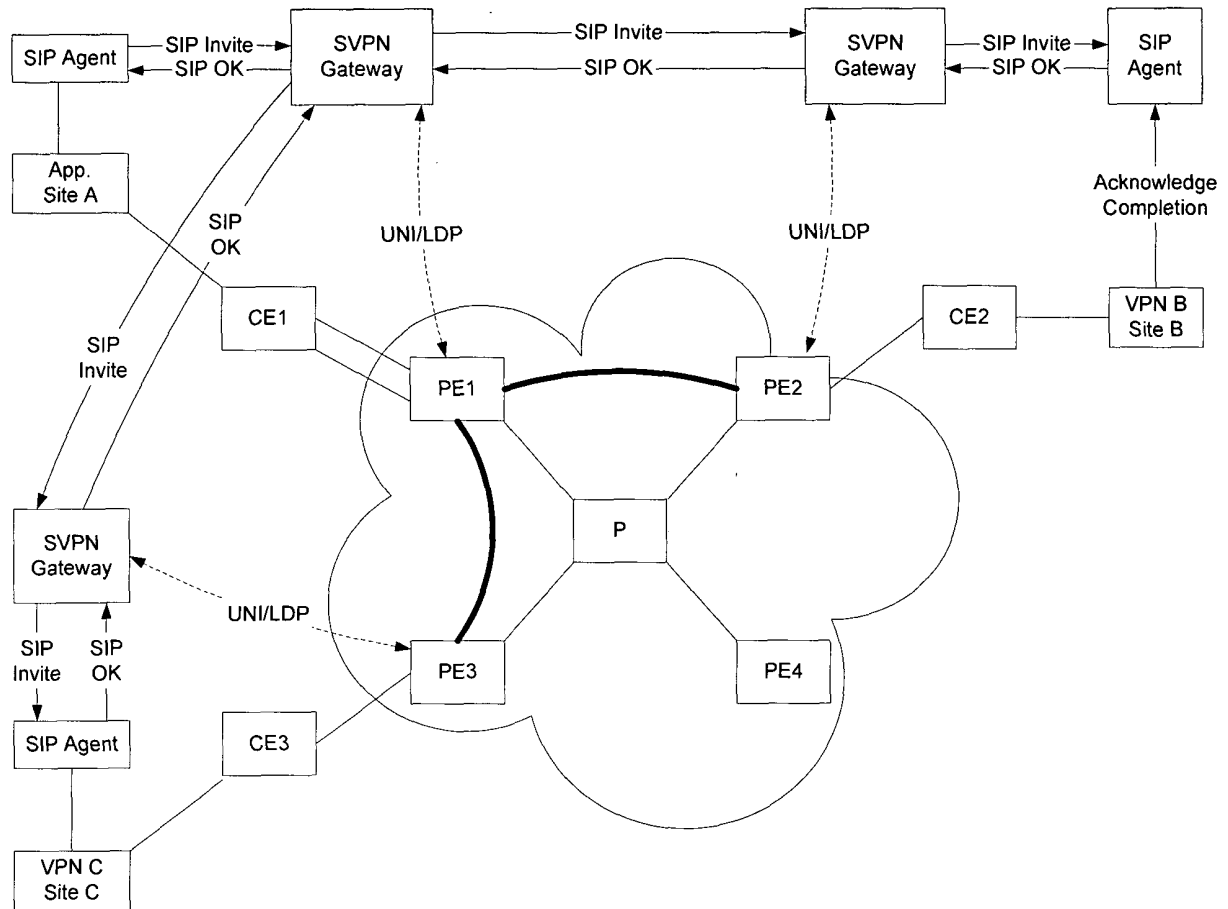 SIP Agent
SIP Invite
SIP OK
SVPN
Gateway
SIP Invite
SIP OK
SVPN
Gateway
SIP Invite
SIP OK
SIP
Agent
App.
Site A
SIP
OK
UNI/LDP
UNI/LDP
Acknowledge
Completion
CE1
CE2
VPN B
Site B
SIP
Invite
PE1
PE2
SVPN
Gateway
P
UNI/LDP
SIP
Invite
SIP
OK
PE3
PE4
SIP Agent
CE3
VPN C
Site C